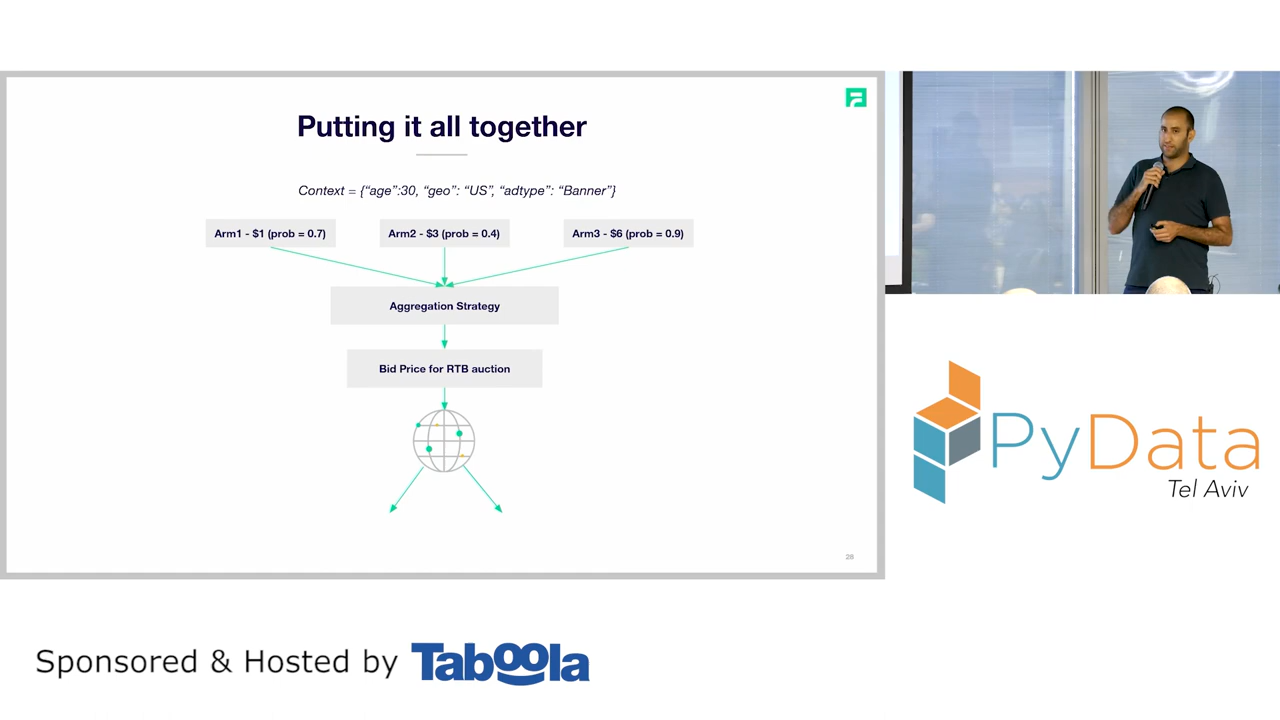 Putting it all together
Context = {“age”:30, “geo”: “US”, “adtype”: “Banner”}
Arm1 - $1 (prob = 0.7)
Arm2 - $3 (prob = 0.4)
Arm3 - $6 (prob = 0.9)
Aggregation Strategy
Bid Price for RTB auction
28
PyData
Tel Aviv
Sponsored & Hosted by Taboola